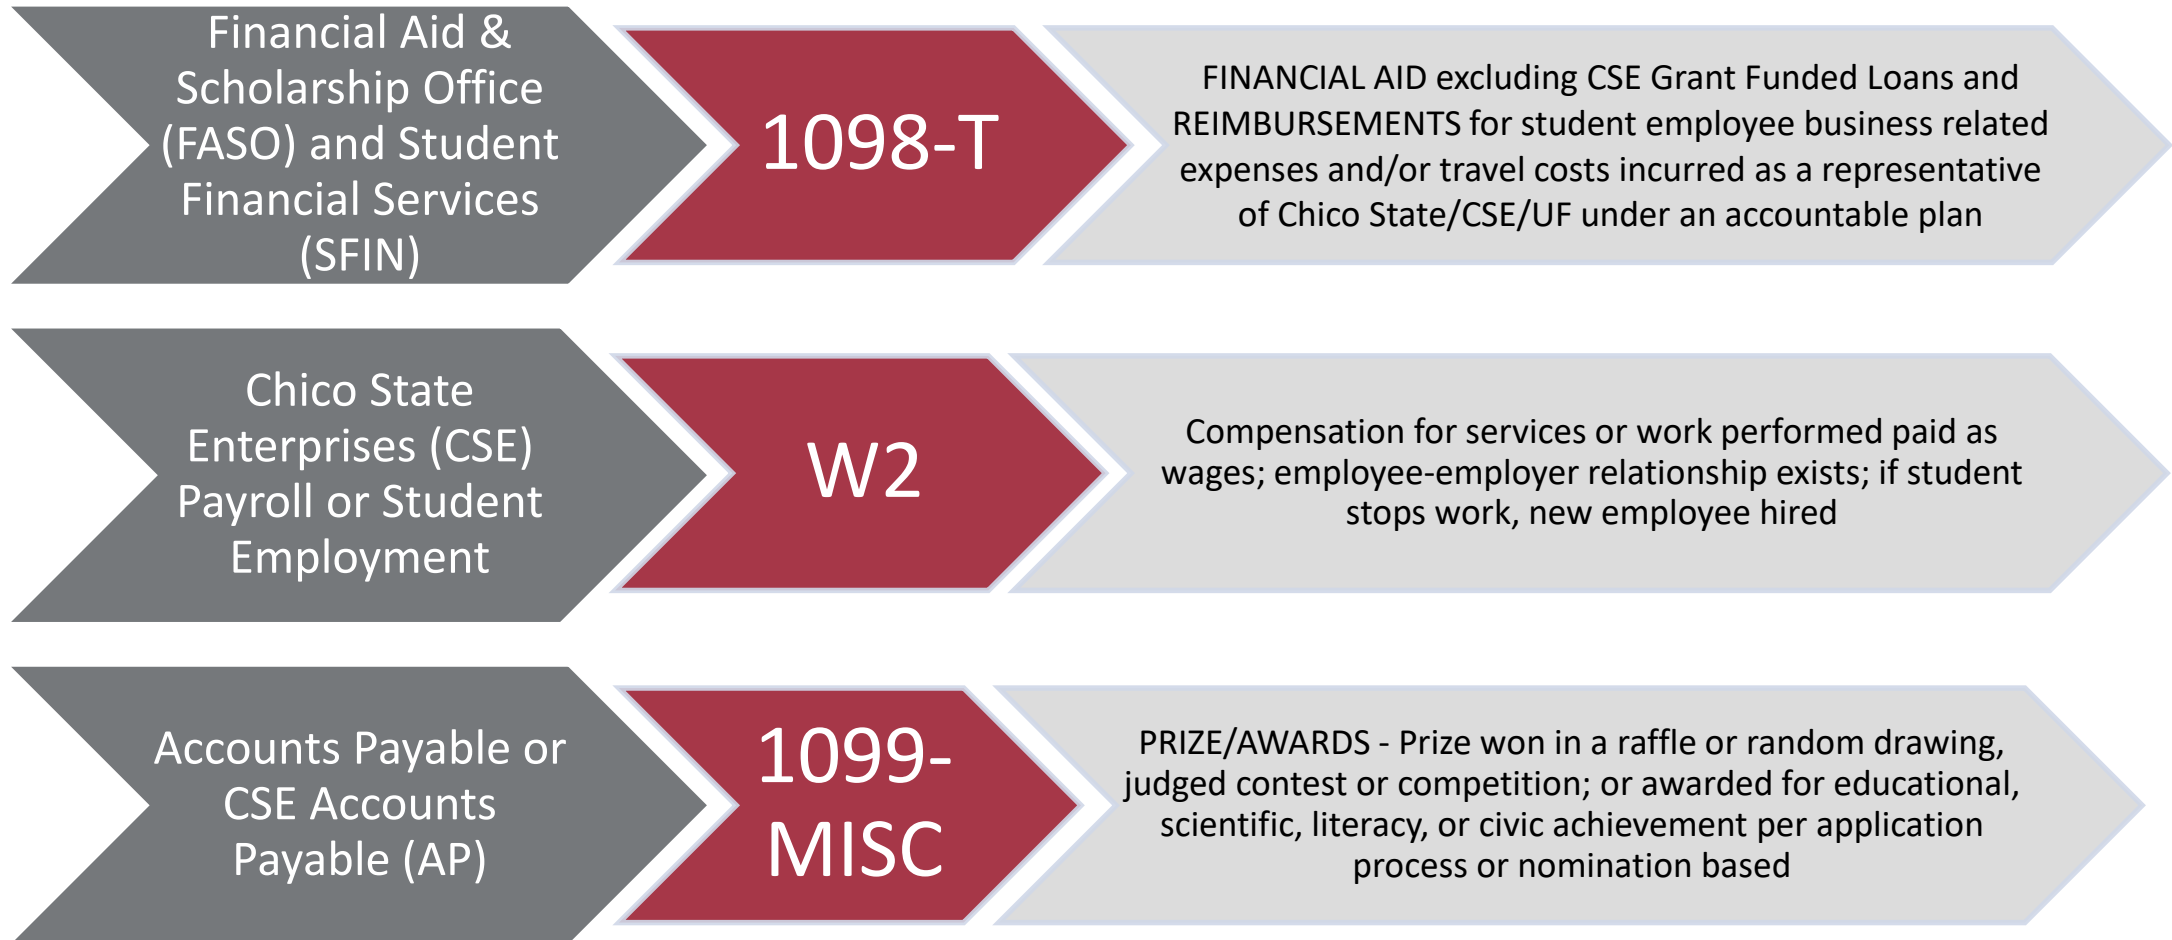 Financial Aid &
Scholarship Office
(FASO) and Student
Financial Services
(SFIN)
1098-T
FINANCIAL AID excluding CSE Grant Funded Loans and
REIMBURSEMENTS for student employee business related
expenses and/or travel costs incurred as a representative
of Chico State/CSE/UF under an accountable plan
Chico State
Enterprises (CSE)
Payroll or Student
Employment
W2
Compensation for services or work performed paid as
wages; employee-employer relationship exists; if student
stops work, new employee hired
Accounts Payable or
CSE Accounts
Payable (AP)
1099-
MISC
PRIZE/AWARDS - Prize won in a raffle or random drawing,
judged contest or competition; or awarded for educational,
scientific, literacy, or civic achievement per application
process or nomination based